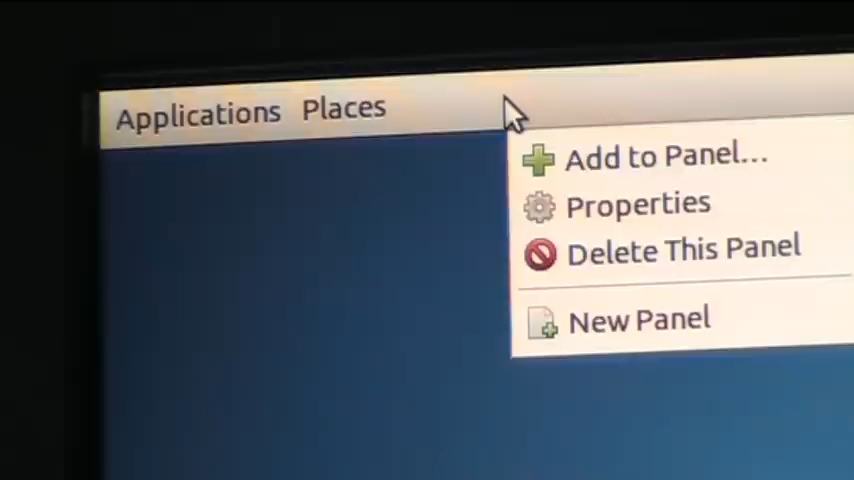 Applications Places
Add to Panel...
Properties
Delete This Panel
New Panel